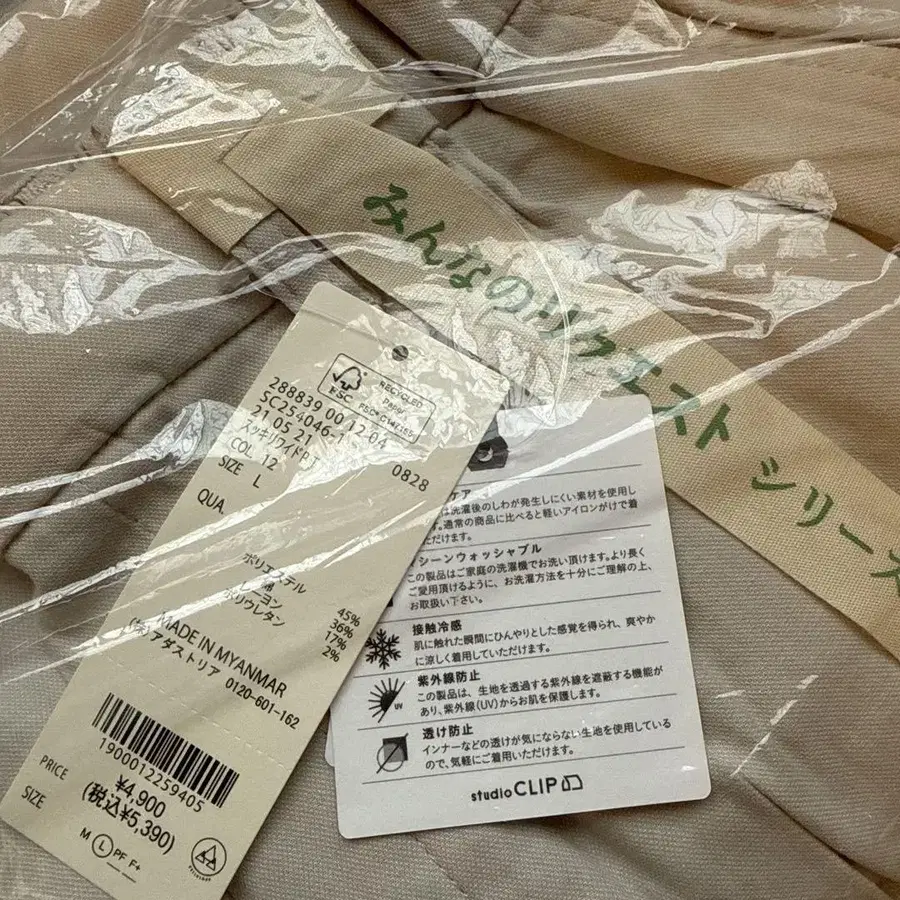 みんなのリクエスト シリーズ
FSC
RECYCLED
Paper
288839 00 12-04
SC254046-1
21 05 21 0828
スッキリワイドPT
COL 12
SIZE L
QUA.
ポリエステル 45%
綿 36%
レーヨン 17%
ポリウレタン 2%
MADE IN MYANMAR
(株)アダストリア 0120-601-162
1900012259405
PRICE ¥4,900
(税込¥5,390)
SIZE
M L PF F+
ケア
は洗濯後のしわが発生しにくい素材を使用し
す。通常の商品に比べると軽いアイロンがけで着
ただけます。
マシーンウォッシャブル
この製品はご家庭の洗濯機でお洗い頂けます。より長く
ご愛用頂けるように、お洗濯方法を十分にご理解の上、
お取扱い下さい。
接触冷感
肌に触れた瞬間にひんやりとした感覚を得られ、爽やか
に涼しく着用していただけます。
UV
紫外線防止
この製品は、生地を透過する紫外線を遮蔽する機能が
あり、紫外線(UV)からお肌を保護します。
透け防止
インナーなどの透けが気にならない生地を使用している
ので、気軽にご着用いただけます。
studio CLIP